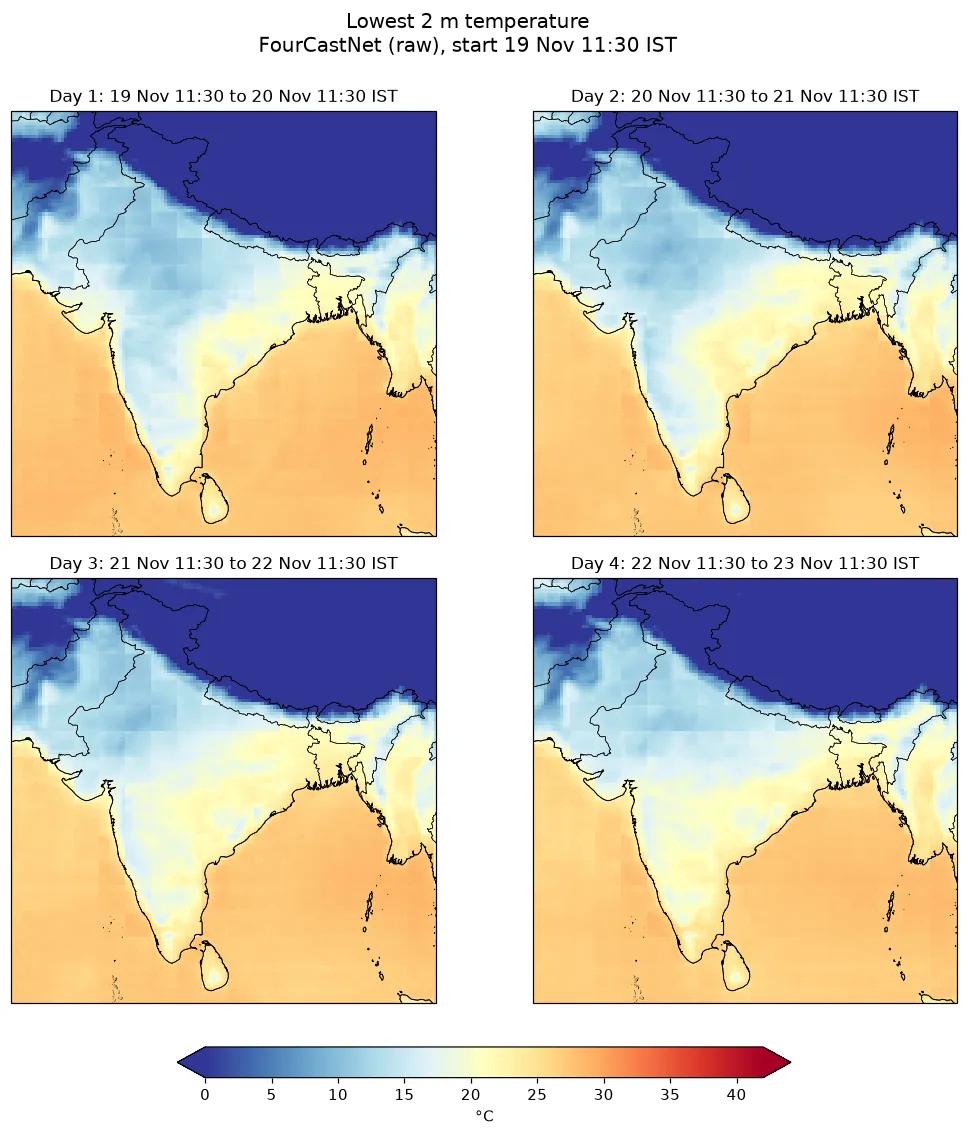 Lowest 2 m temperature
FourCastNet (raw), start 19 Nov 11:30 IST
Day 1: 19 Nov 11:30 to 20 Nov 11:30 IST
Day 2: 20 Nov 11:30 to 21 Nov 11:30 IST
Day 3: 21 Nov 11:30 to 22 Nov 11:30 IST
Day 4: 22 Nov 11:30 to 23 Nov 11:30 IST
0 5 10 15 20 25 30 35 40
°C